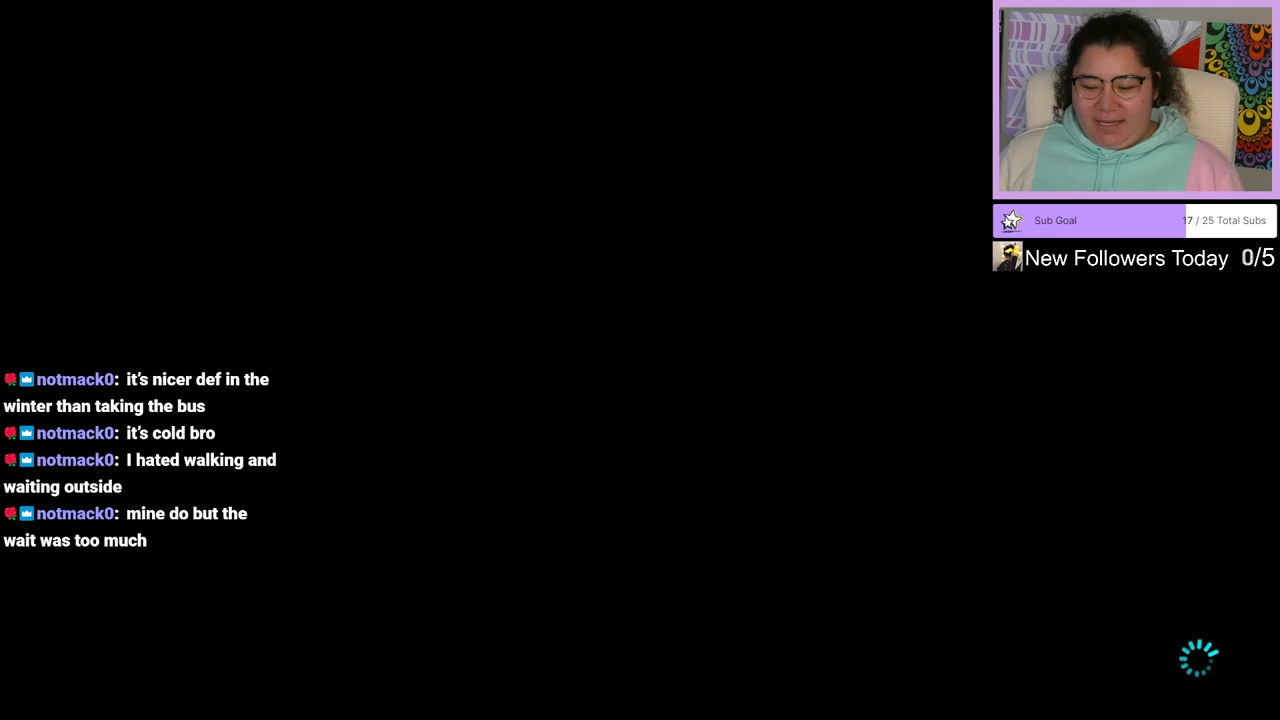 Sub Goal 17 / 25 Total Subs
New Followers Today 0/5
notmack0: it's nicer def in the
winter than taking the bus
notmack0: it's cold bro
notmack0: I hated walking and
waiting outside
notmack0: mine do but the
wait was too much